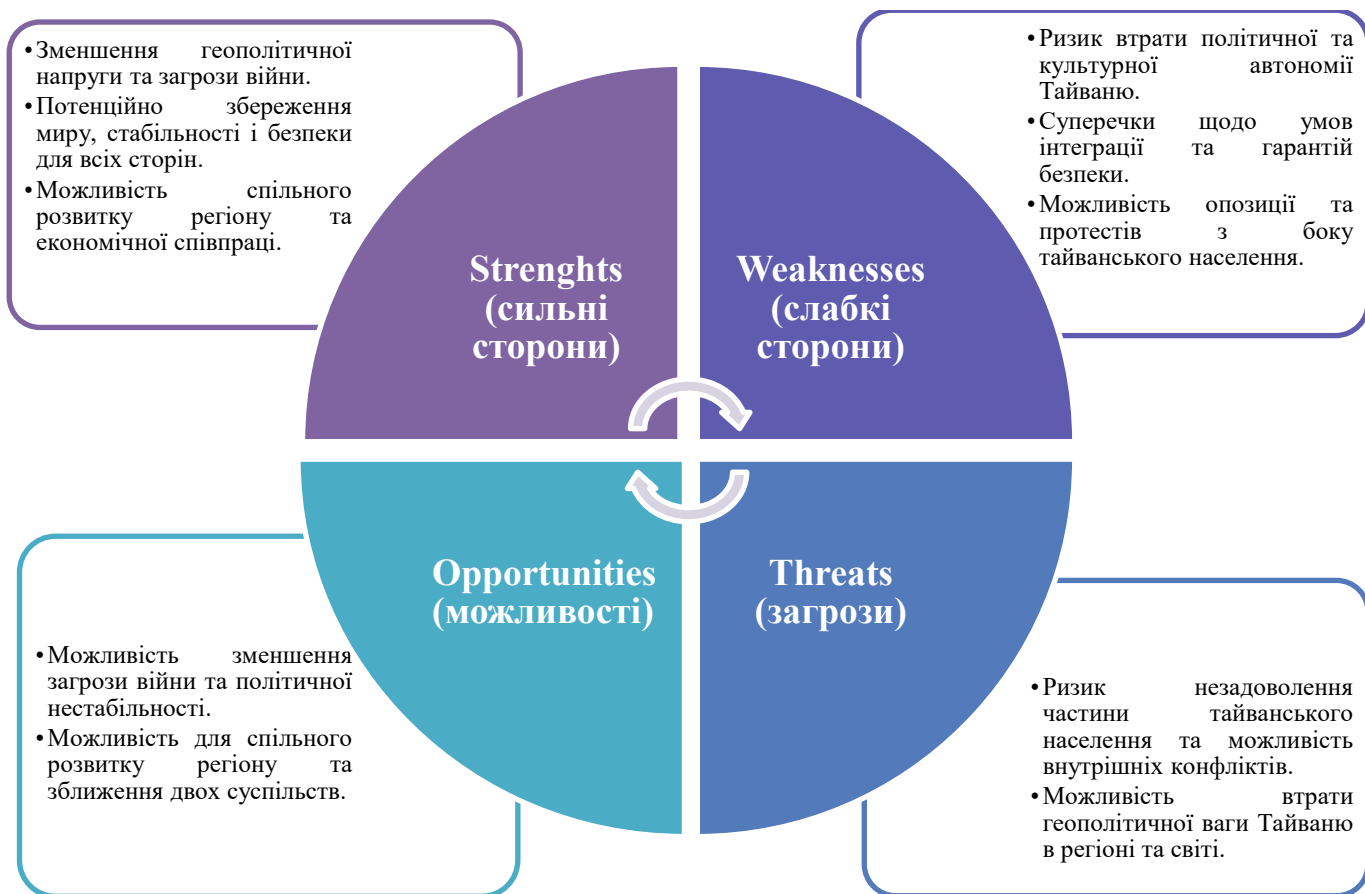 •Зменшення геополітичної
напруги та загрози війни.
•Потенційно збереження
миру, стабільності і безпеки
для всіх сторін.
•Можливість спільного
розвитку регіону та
економічної співпраці.
•Ризик втрати політичної та
культурної автономії
Тайваню.
•Суперечки щодо умов
інтеграції та гарантій
безпеки.
•Можливість опозиції та
протестів з боку
тайванського населення.
Strenghts
(сильні
сторони)
Weaknesses
(слабкі
сторони)
Opportunities
(можливості)
Threats
(загрози)
•Можливість зменшення
загрози війни та політичної
нестабільності.
•Можливість для спільного
розвитку регіону та
зближення двох суспільств.
•Ризик незадоволення
частини тайванського
населення та можливість
внутрішніх конфліктів.
•Можливість втрати
геополітичної ваги Тайваню
в регіоні та світі.